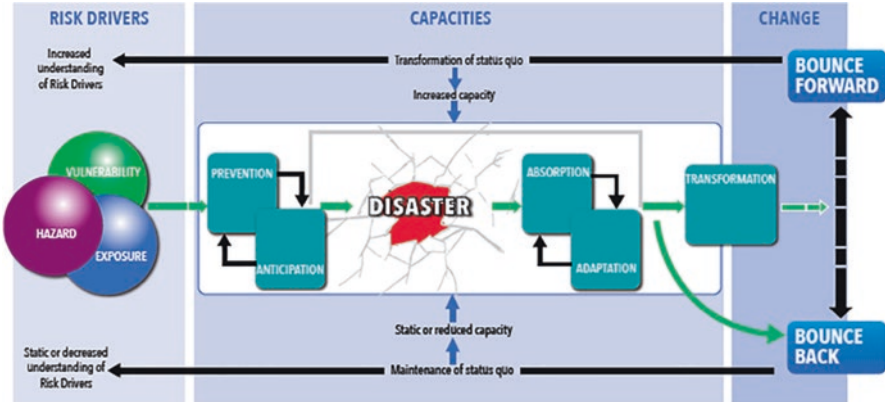 RISK DRIVERS
CAPACITIES
CHANGE
Increased
understanding
of Risk Drivers
Transformation of status quo
Increased capacity
BOUNCE
FORWARD
VULNERABILITY
HAZARD
EXPOSURE
PREVENTION
ANTICIPATION
DISASTER
ABSORPTION
ADAPTATION
TRANSFORMATION
Static or reduced capacity
Static or decreased
understanding of
Risk Drivers
Maintenance of status quo
BOUNCE
BACK